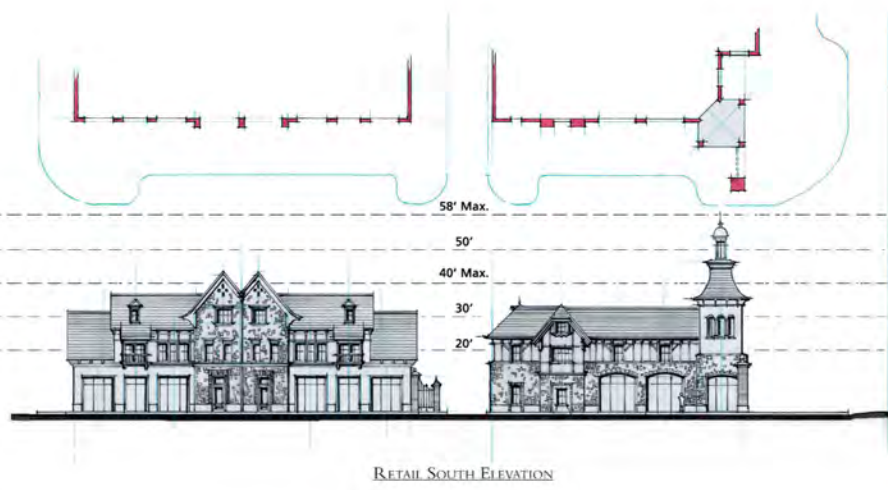 58' Max.
50'
40' Max.
30'
20'
RETAIL SOUTH ELEVATION